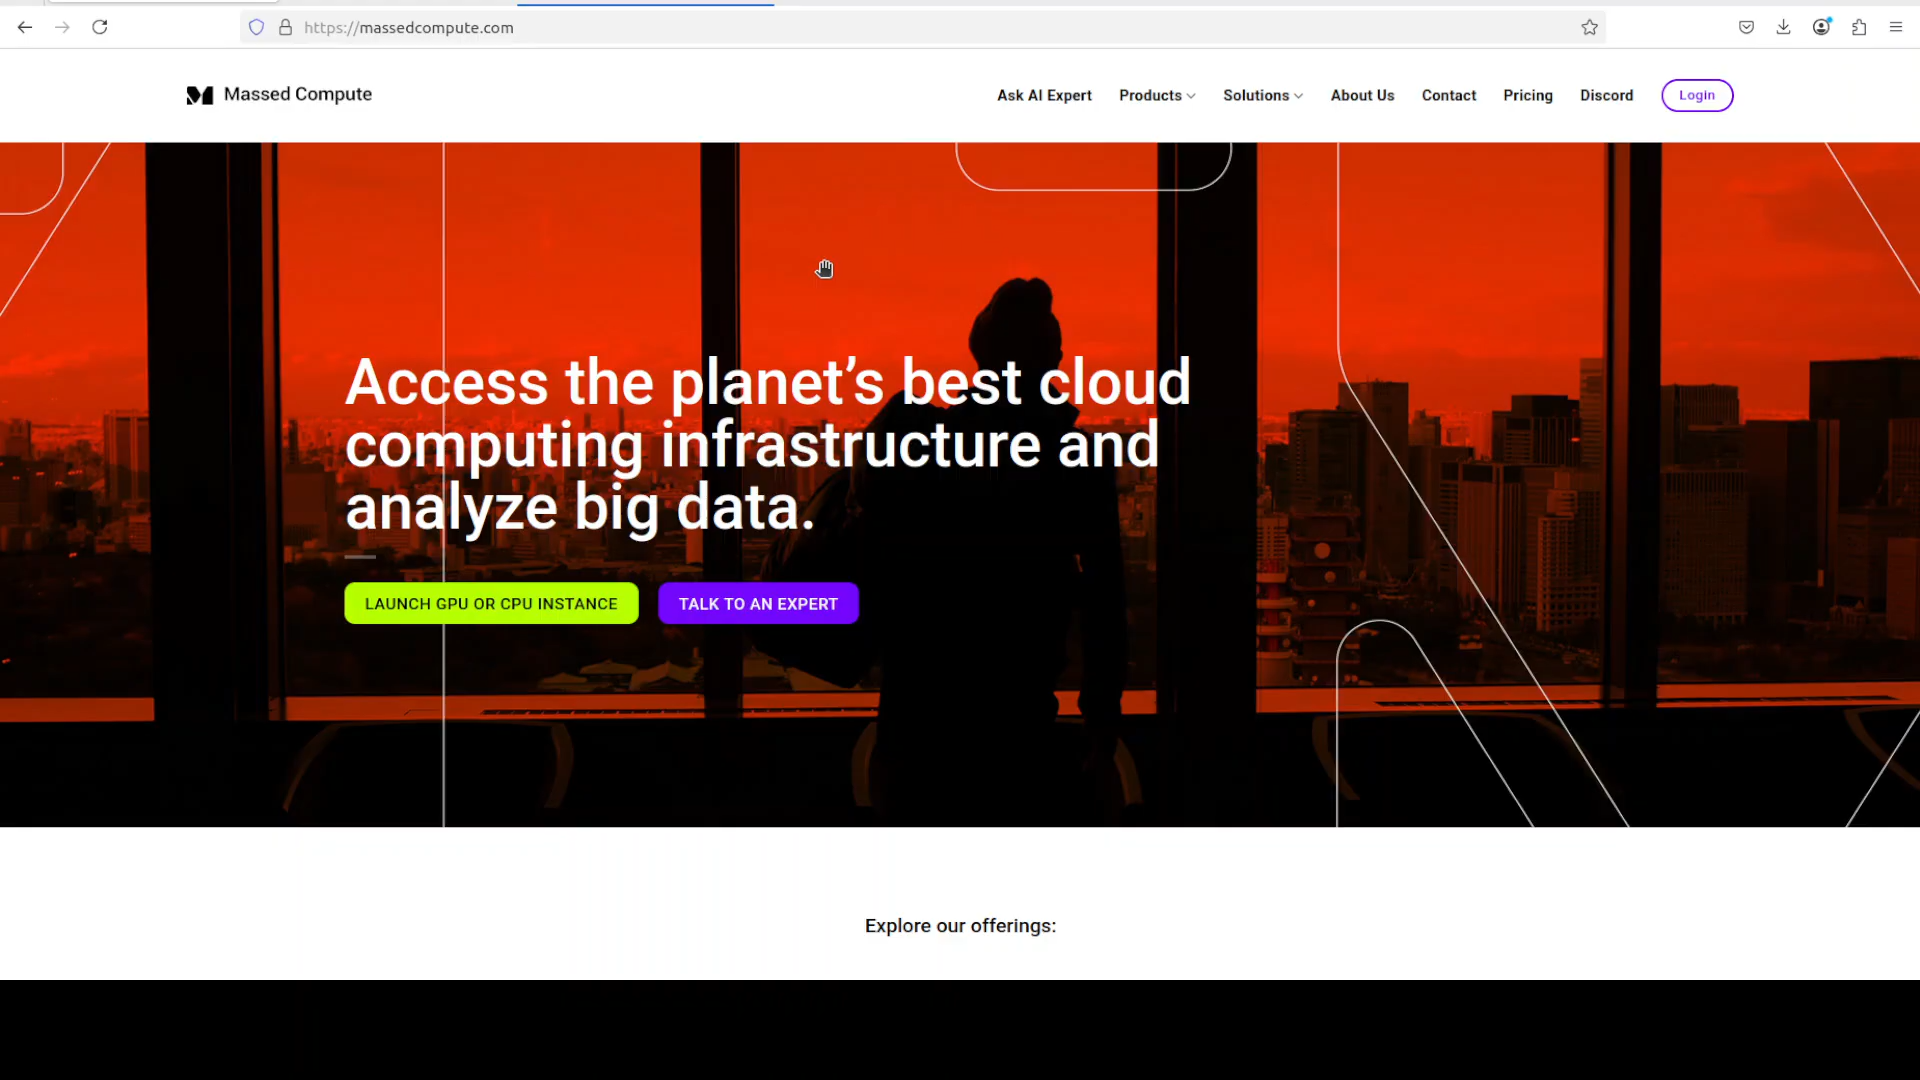 https://massedcompute.com
Massed Compute
Ask AI Expert
Products
Solutions
About Us
Contact
Pricing
Discord
Login
Access the planet’s best cloud
computing infrastructure and
analyze big data.
LAUNCH GPU OR CPU INSTANCE
TALK TO AN EXPERT
Explore our offerings: